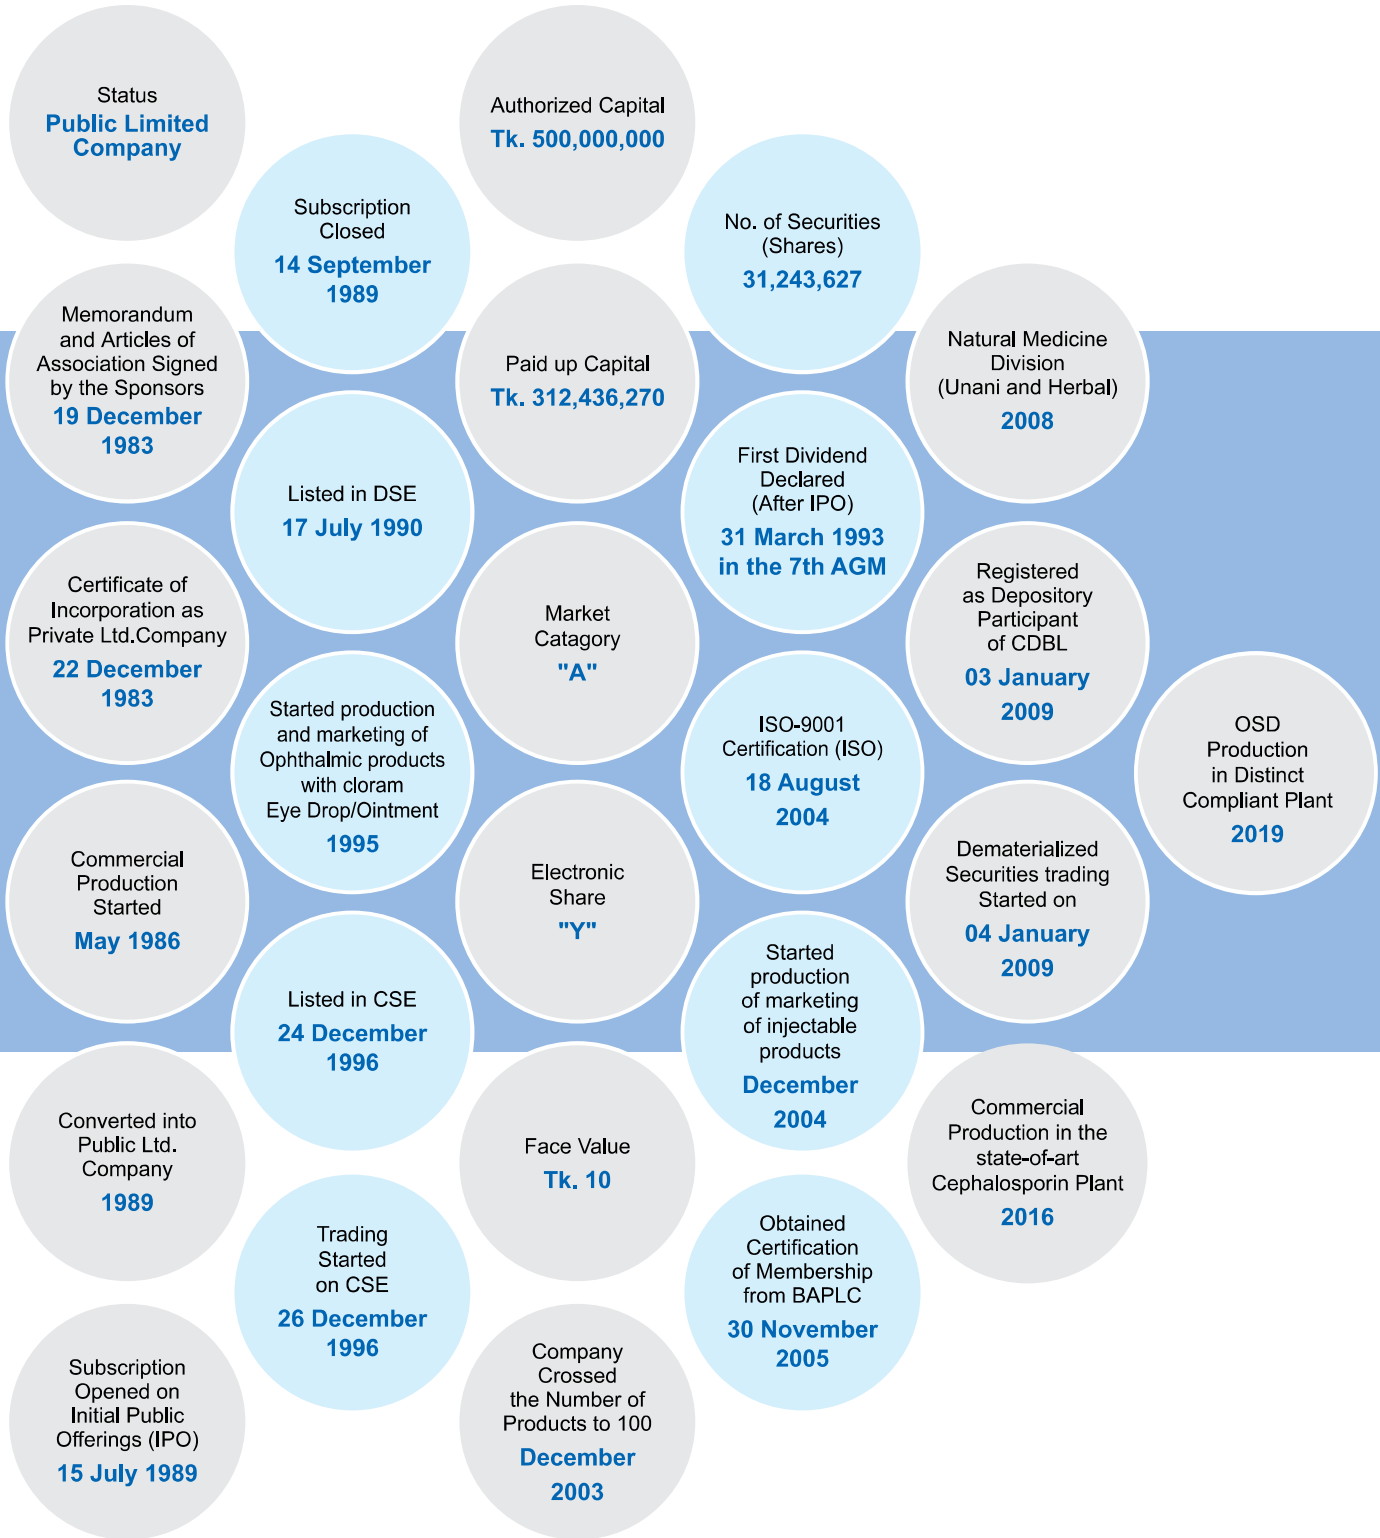 Status
Public Limited
Company
Memorandum
and Articles of
Association Signed
by the Sponsors
19 December
1983
Certificate of
Incorporation as
Private Ltd.Company
22 December
1983
Commercial
Production
Started
May 1986
Converted into
Public Ltd.
Company
1989
Subscription
Opened on
Initial Public
Offerings (IPO)
15 July 1989
Subscription
Closed
14 September
1989
Listed in DSE
17 July 1990
Started production
and marketing of
Ophthalmic products
with cloram
Eye Drop/Ointment
1995
Listed in CSE
24 December
1996
Trading
Started
on CSE
26 December
1996
Authorized Capital
Tk. 500,000,000
Paid up Capital
Tk. 312,436,270
Market
Catagory
"A"
Electronic
Share
"Y"
Face Value
Tk. 10
Company
Crossed
the Number of
Products to 100
December
2003
No. of Securities
(Shares)
31,243,627
First Dividend
Declared
(After IPO)
31 March 1993
in the 7th AGM
ISO-9001
Certification (ISO)
18 August
2004
Started
production
of marketing
of injectable
products
December
2004
Obtained
Certification
of Membership
from BAPLC
30 November
2005
Natural Medicine
Division
(Unani and Herbal)
2008
Registered
as Depository
Participant
of CDBL
03 January
2009
Dematerialized
Securities trading
Started on
04 January
2009
Commercial
Production in the
state-of-art
Cephalosporin Plant
2016
OSD
Production
in Distinct
Compliant Plant
2019